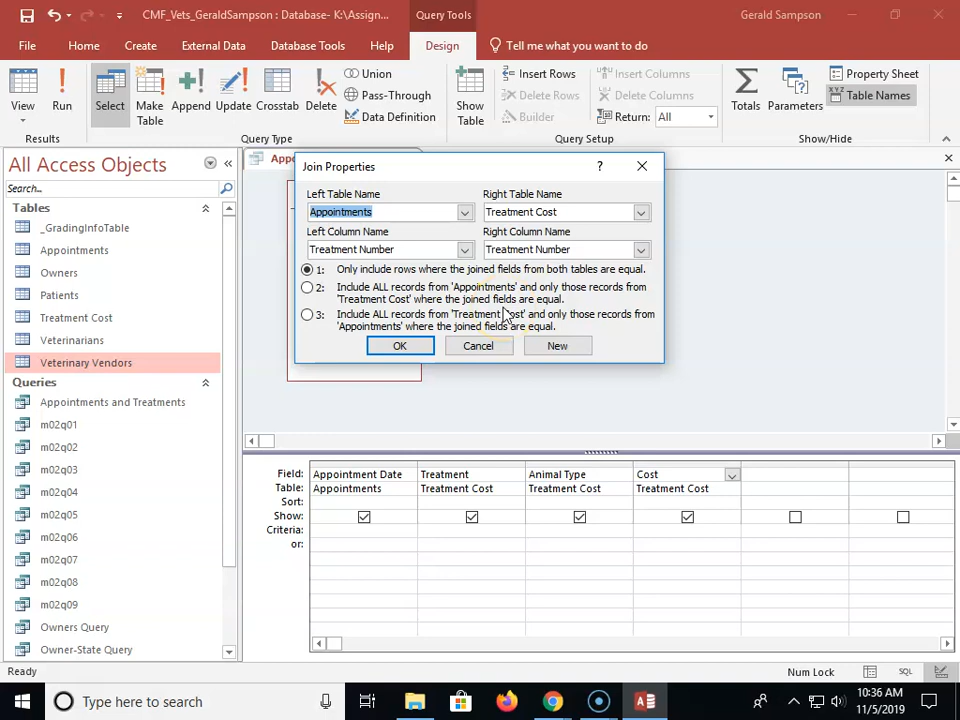 CMF_Vets_GeraldSampson : Database- K:\Assign...
Query Tools
Gerald Sampson
File
Home
Create
External Data
Database Tools
Help
Design
Tell me what you want to do
View
Run
Select
Make Table
Append
Update
Crosstab
Delete
Union
Pass-Through
Data Definition
Show Table
Insert Rows
Delete Rows
Builder
Insert Columns
Delete Columns
Return: All
Totals
Parameters
Property Sheet
Table Names
Results
Query Type
Query Setup
Show/Hide
All Access Objects
Search...
Tables
_GradingInfoTable
Appointments
Owners
Patients
Treatment Cost
Veterinarians
Veterinary Vendors
Queries
Appointments and Treatments
m02q01
m02q02
m02q03
m02q04
m02q05
m02q06
m02q07
m02q08
m02q09
Owners Query
Owner-State Query
Join Properties
Left Table Name
Right Table Name
Appointments
Treatment Cost
Left Column Name
Right Column Name
Treatment Number
Treatment Number
1: Only include rows where the joined fields from both tables are equal.
2: Include ALL records from 'Appointments' and only those records from
'Treatment Cost' where the joined fields are equal.
3: Include ALL records from 'Treatment Cost' and only those records from
'Appointments' where the joined fields are equal.
OK
Cancel
New
Field: Appointment Date Treatment Animal Type Cost
Table: Appointments Treatment Cost Treatment Cost Treatment Cost
Sort:
Show:
Criteria:
or:
Ready
Num Lock
SQL
Type here to search
10:36 AM
11/5/2019